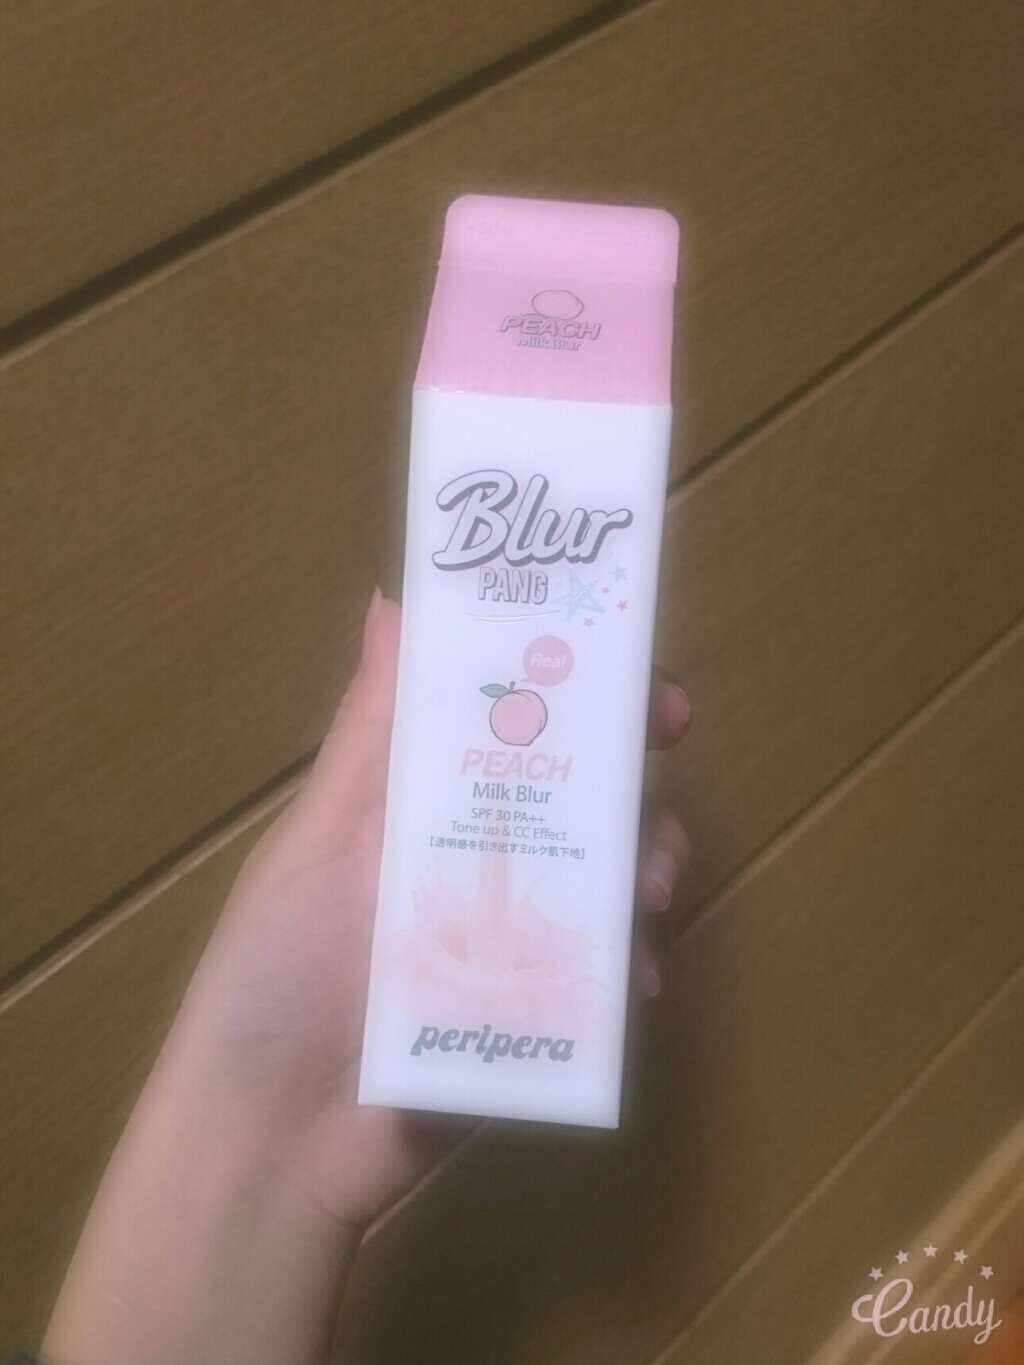 PEACH
Milk Blur
Blur
PANG
Real
PEACH
Milk Blur
SPF 30 PA++
Tone up & CC Effect
【透明感を引き出すミルク肌下地】
peripera
Candy